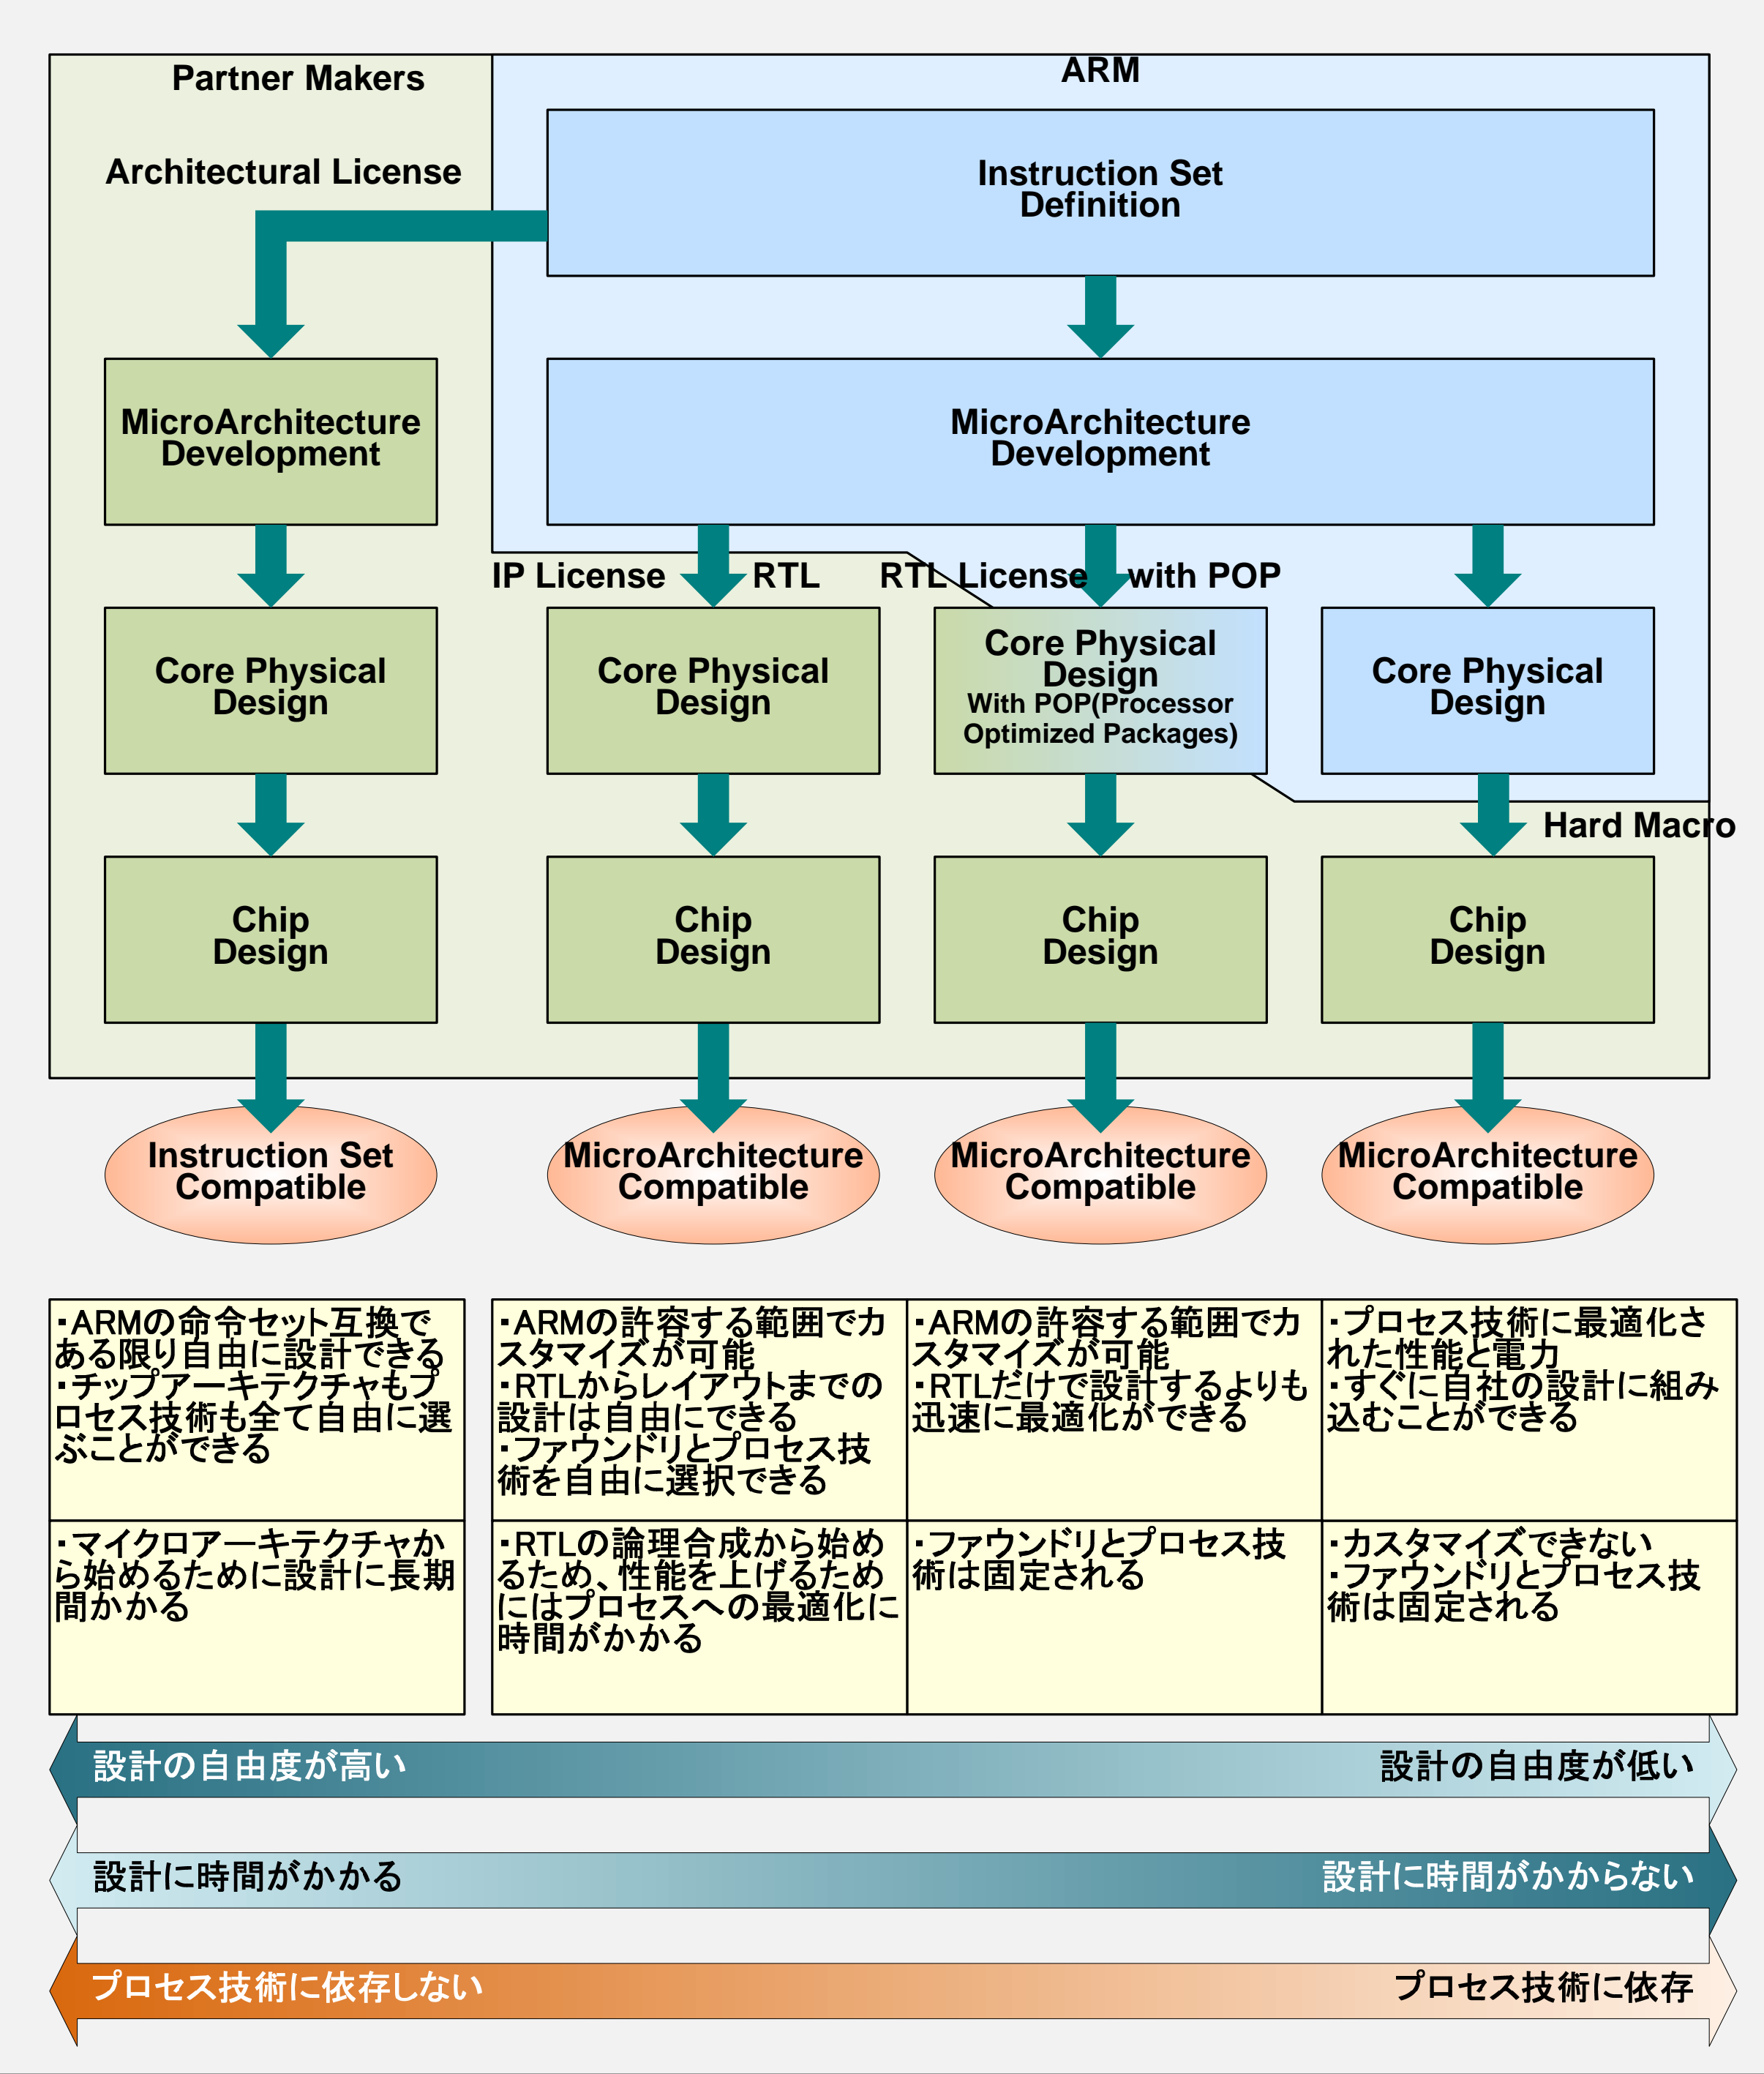 Partner Makers
ARM
Architectural License
Instruction Set
Definition
MicroArchitecture
Development
MicroArchitecture
Development
IP License
RTL
RTL License
with POP
Core Physical
Design
Core Physical
Design
Core Physical
Design
With POP(Processor
Optimized Packages)
Core Physical
Design
Hard Macro
Chip
Design
Chip
Design
Chip
Design
Chip
Design
Instruction Set
Compatible
MicroArchitecture
Compatible
MicroArchitecture
Compatible
MicroArchitecture
Compatible
・ARMの命令セット互換で
ある限り自由に設計できる
・チップアーキテクチャもプ
ロセス技術も全て自由に選
ぶことができる
・ARMの許容する範囲でカ
スタマイズが可能
・RTLからレイアウトまでの
設計は自由にできる
・ファウンドリとプロセス技
術を自由に選択できる
・ARMの許容する範囲でカ
スタマイズが可能
・RTLだけで設計するよりも
迅速に最適化ができる
・プロセス技術に最適化さ
れた性能と電力
・すぐに自社の設計に組み
込むことができる
・マイクロアーキテクチャか
ら始めるために設計に長期
間かかる
・RTLの論理合成から始め
るため、性能を上げるため
にはプロセスへの最適化に
時間がかかる
・ファウンドリとプロセス技
術は固定される
・カスタマイズできない
・ファウンドリとプロセス技
術は固定される
設計の自由度が高い
設計の自由度が低い
設計に時間がかかる
設計に時間がかからない
プロセス技術に依存しない
プロセス技術に依存